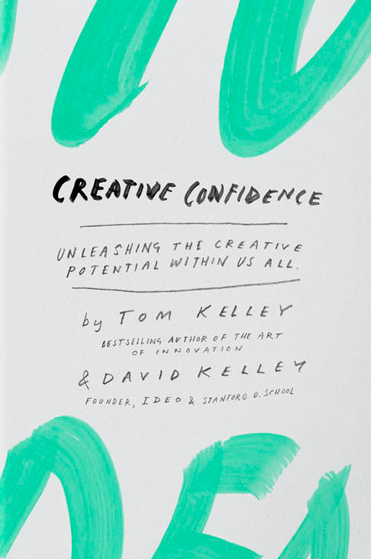 CREATIVE CONFIDENCE
UNLEASHING THE CREATIVE
POTENTIAL WITHIN US ALL.
by TOM KELLEY
BESTSELLING AUTHOR OF THE ART
OF INNOVATION
& DAVID KELLEY
FOUNDER, IDEO & STANFORD D. SCHOOL